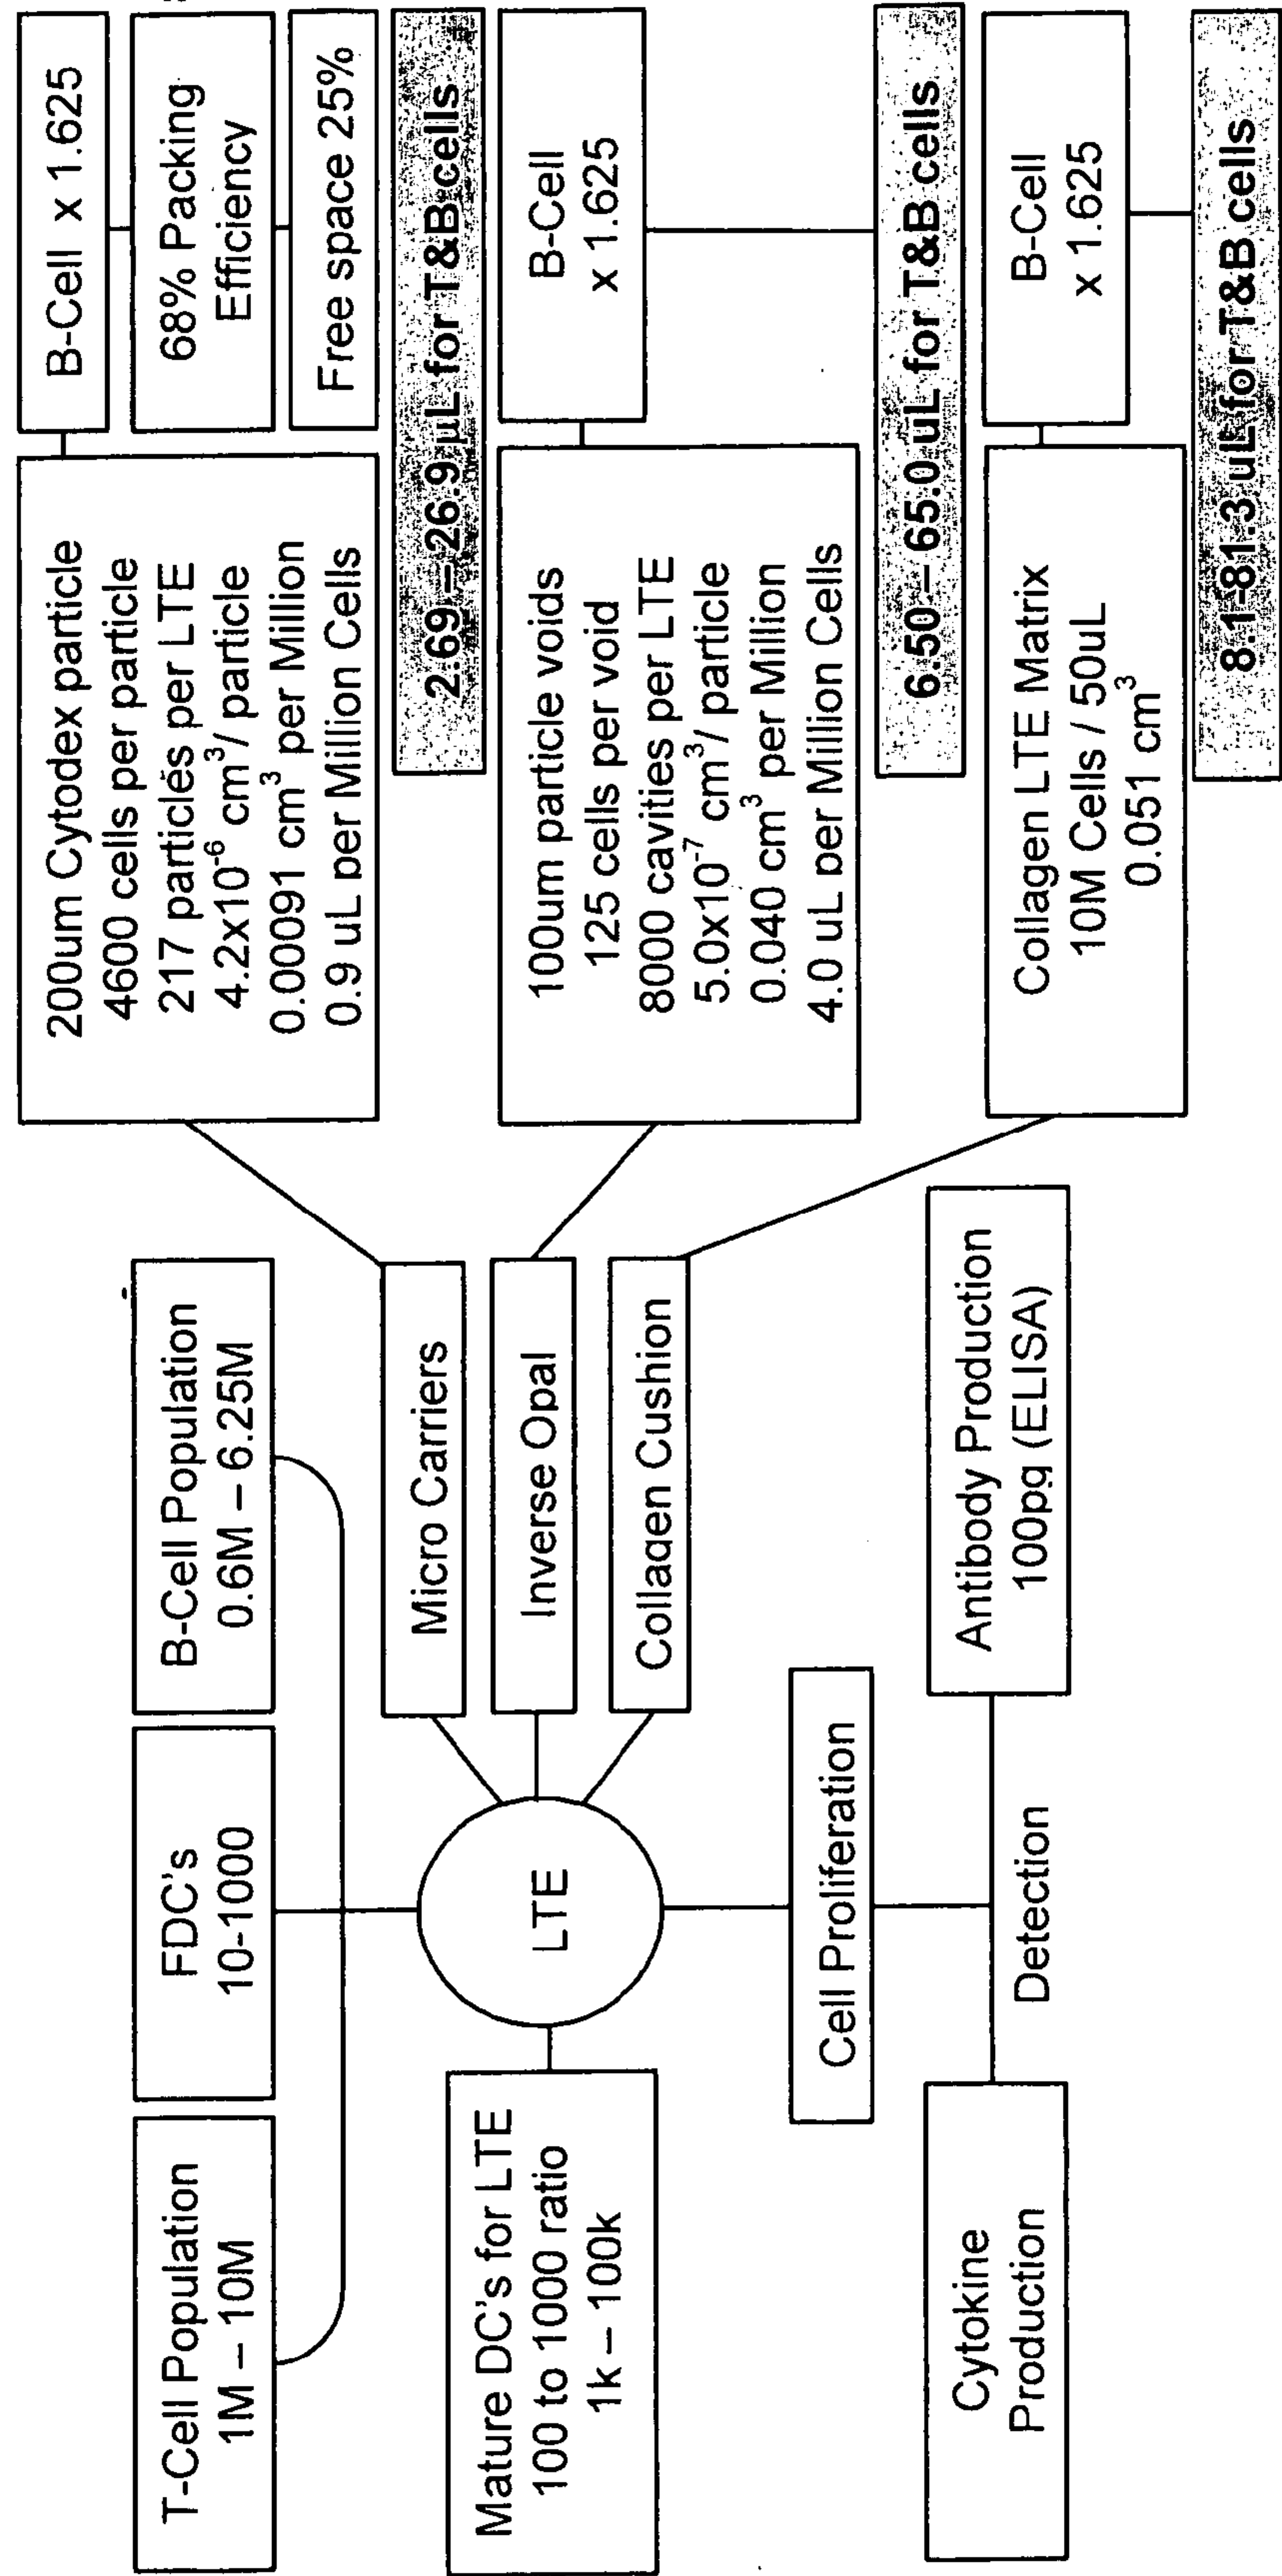 T-Cell Population
1M – 10M
FDC's
10-1000
B-Cell Population
0.6M – 6.25M
Mature DC's for LTE
100 to 1000 ratio
1k – 100k
LTE
Micro Carriers
Inverse Opal
Collagen Cushion
Cell Proliferation
Cytokine
Production
Detection
Antibody Production
100pg (ELISA)
200um Cytodex particle
4600 cells per particle
217 particles per LTE
4.2x10⁻⁶ cm³/ particle
0.00091 cm³ per Million
0.9 uL per Million Cells
B-Cell x 1.625
68% Packing
Efficiency
Free space 25%
2.69 – 26.9 µL for T&B cells
100um particle voids
125 cells per void
8000 cavities per LTE
5.0x10⁻⁷ cm³/ particle
0.040 cm³ per Million
4.0 uL per Million Cells
B-Cell
x 1.625
6.50 – 65.0 uL for T&B cells
Collagen LTE Matrix
10M Cells / 50uL
0.051 cm³
B-Cell
x 1.625
8.1-81.3 uL for T&B cells